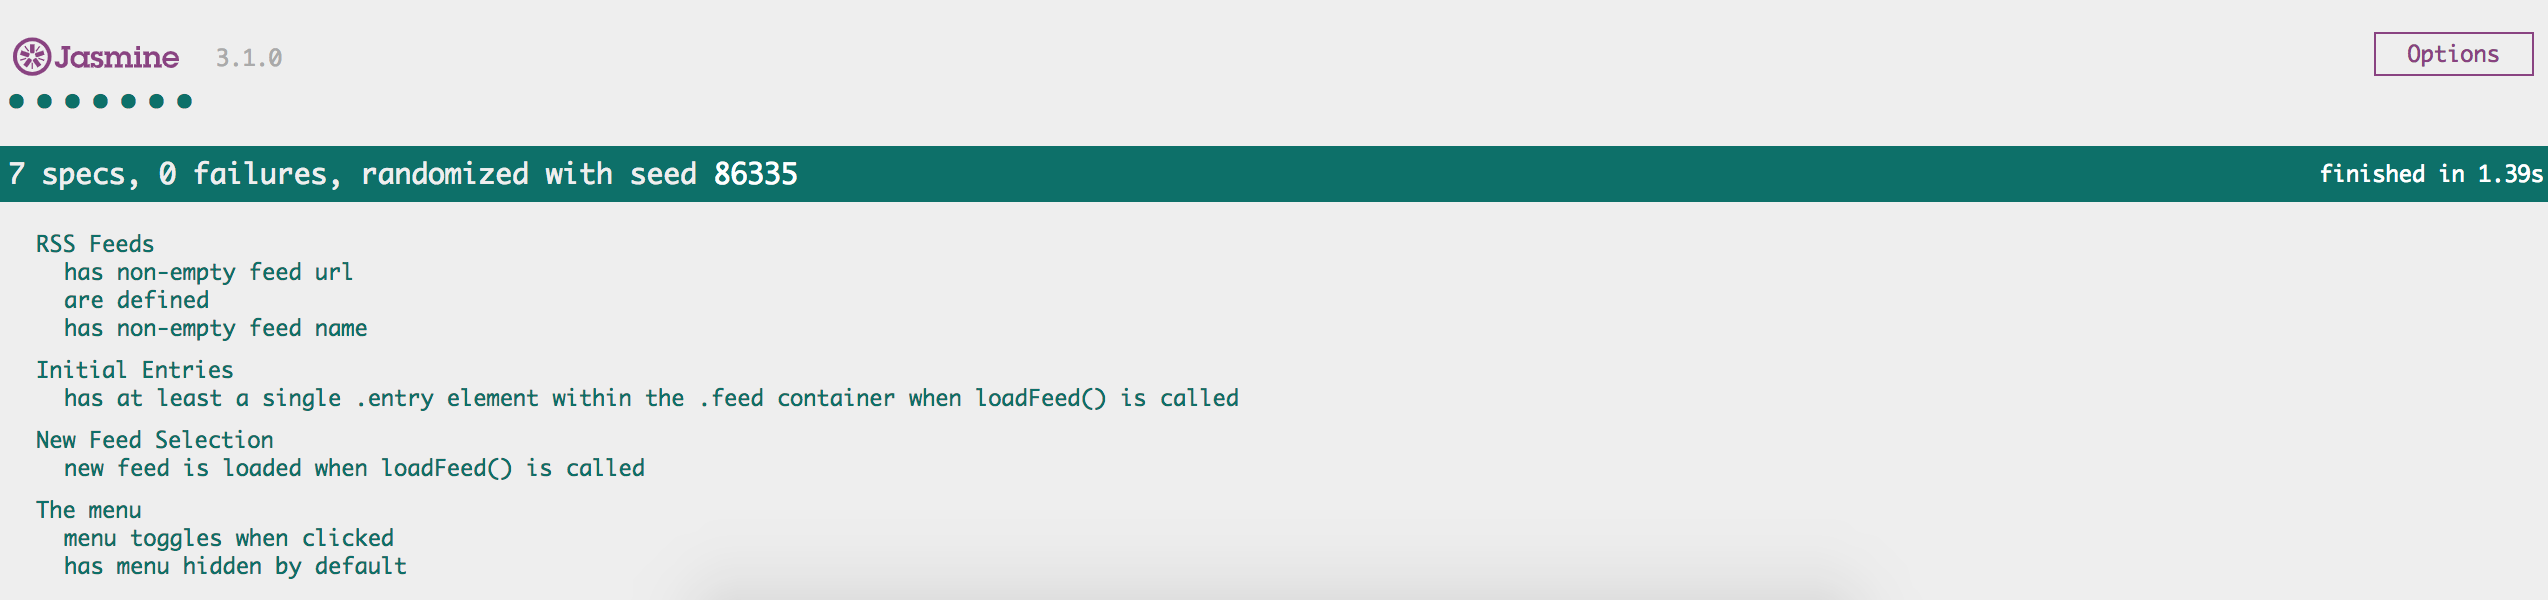 Jasmine 3.1.0 Options
7 specs, 0 failures, randomized with seed 86335 finished in 1.39s
RSS Feeds
has non-empty feed url
are defined
has non-empty feed name
Initial Entries
has at least a single .entry element within the .feed container when loadFeed() is called
New Feed Selection
new feed is loaded when loadFeed() is called
The menu
menu toggles when clicked
has menu hidden by default